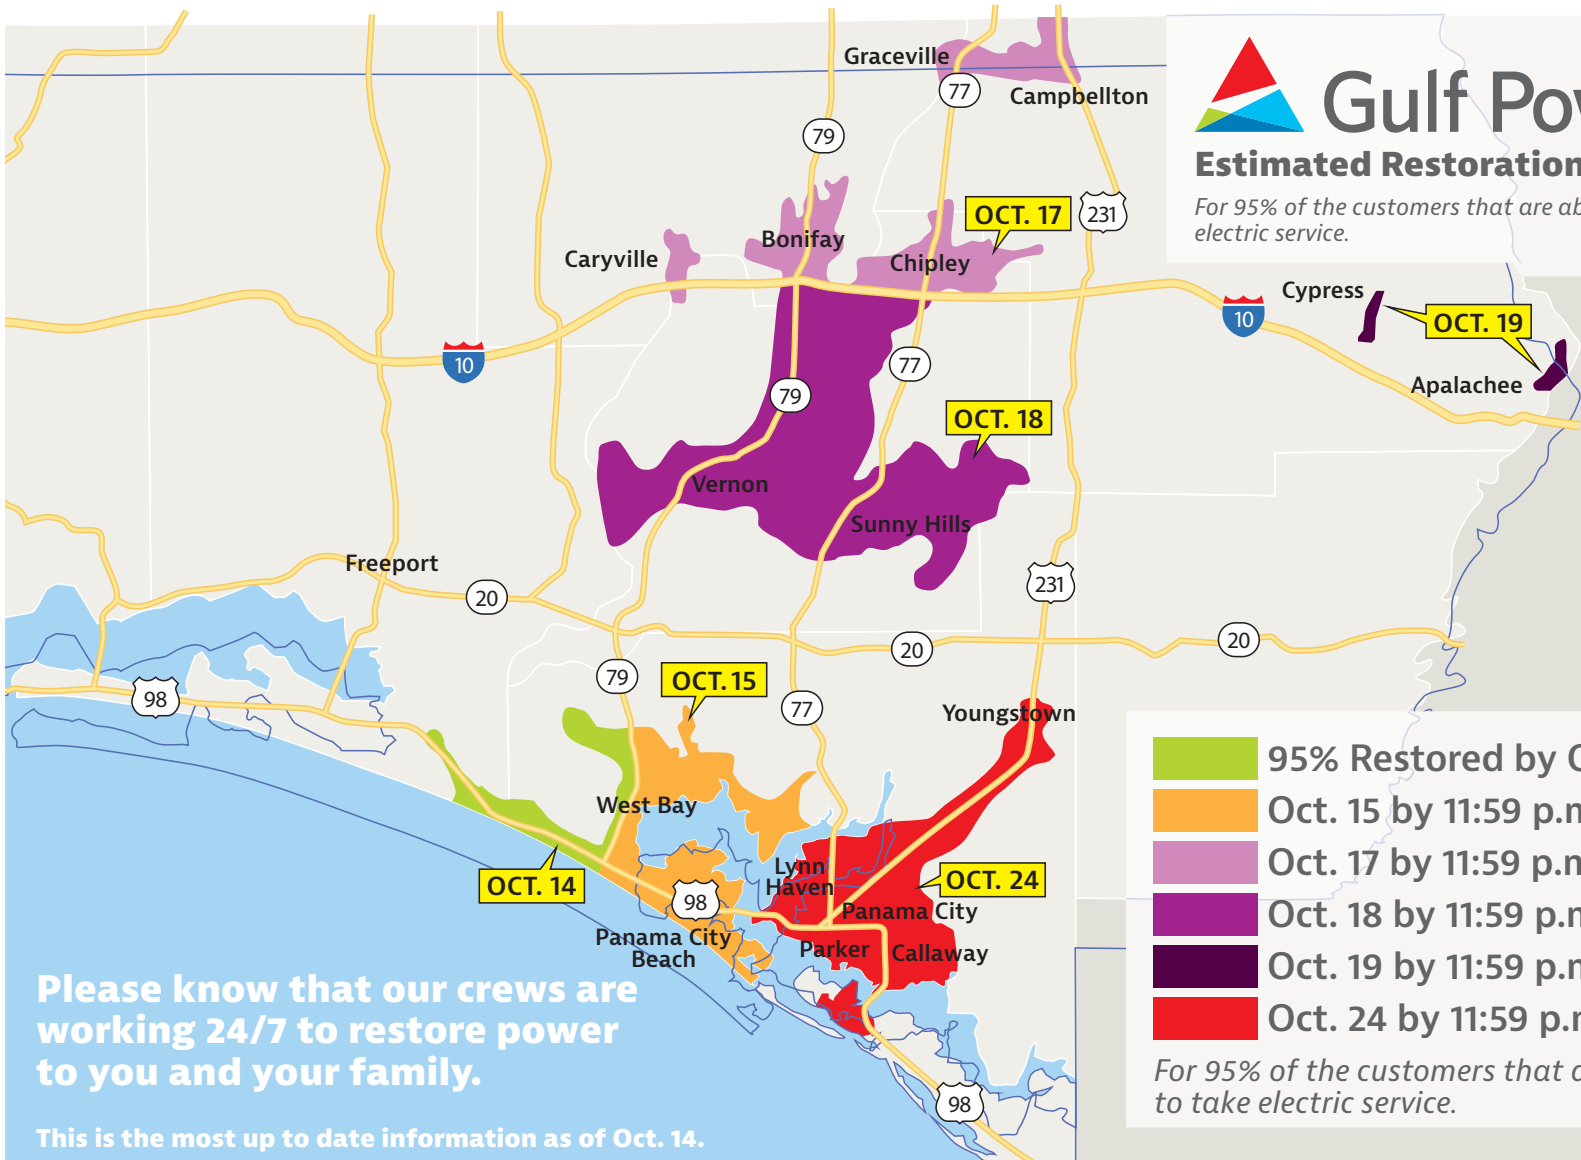 Graceville
77
Campbellton
79
Gulf Pow
Estimated Restoration
For 95% of the customers that are ab
electric service.
OCT. 17
231
Bonifay
Caryville
Chipley
Cypress
10
OCT. 19
10
77
79
Apalachee
OCT. 18
Vernon
Sunny Hills
Freeport
20
231
20
20
79
OCT. 15
98
77
Youngstown
95% Restored by O
West Bay
Oct. 15 by 11:59 p.m
Oct. 17 by 11:59 p.m
Lynn
Haven
OCT. 14
OCT. 24
98
Panama City
Oct. 18 by 11:59 p.m
Panama City
Beach
Parker
Callaway
Oct. 19 by 11:59 p.m
Oct. 24 by 11:59 p.m
Please know that our crews are
working 24/7 to restore power
to you and your family.
For 95% of the customers that a
to take electric service.
98
This is the most up to date information as of Oct. 14.